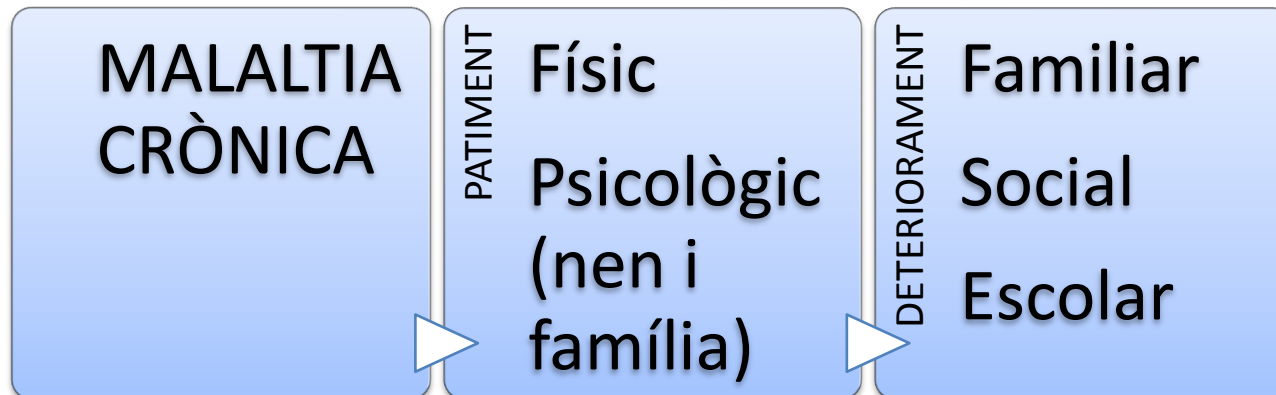 MALALTIA
CRÒNICA
PATIMENT
Físic
Psicològic
(nen i
família)
DETERIORAMENT
Familiar
Social
Escolar